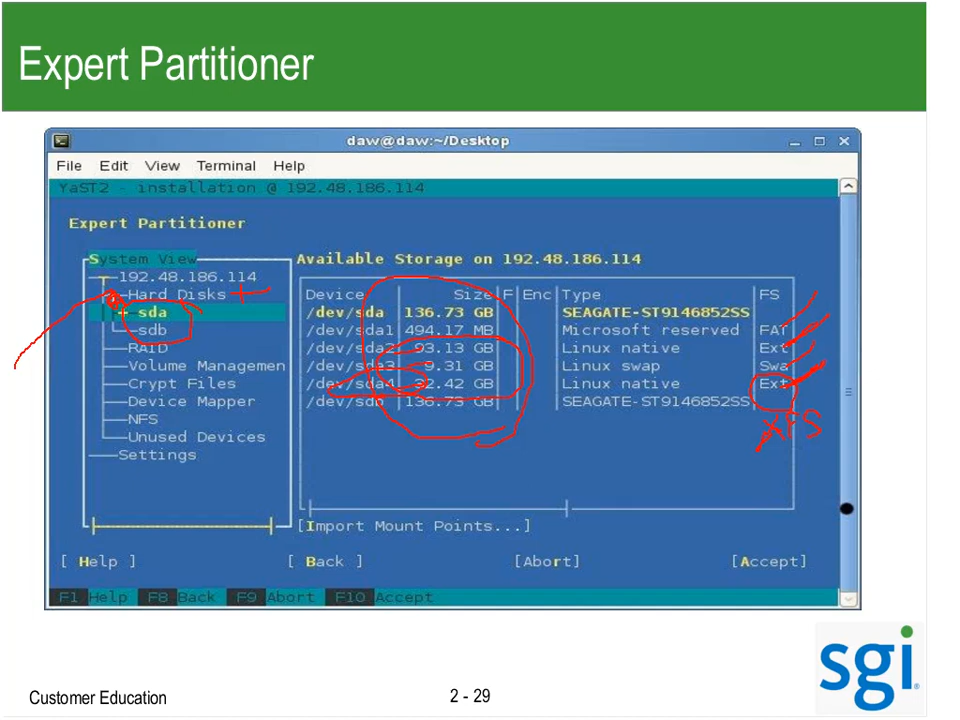 Expert Partitioner
daw@daw:~/Desktop
File Edit View Terminal Help
YaST2 - installation @ 192.48.186.114
Expert Partitioner
System View
Available Storage on 192.48.186.114
192.48.186.114
Hard Disks
Device Size F Enc Type FS
sda
/dev/sda 136.73 GB SEAGATE-ST9146852SS
sdb
/dev/sda1 494.17 MB Microsoft reserved FAT
RAID
/dev/sda2 93.13 GB Linux native Ext
Volume Managemen
/dev/sda3 9.31 GB Linux swap Swa
Crypt Files
/dev/sda4 32.42 GB Linux native Ext
Device Mapper
/dev/sdb 136.73 GB SEAGATE-ST9146852SS
NFS
XFS
Unused Devices
Settings
[Import Mount Points...]
[ Help ] [ Back ] [Abort] [Accept]
F1 Help F8 Back F9 Abort F10 Accept
sgi
Customer Education
2 - 29